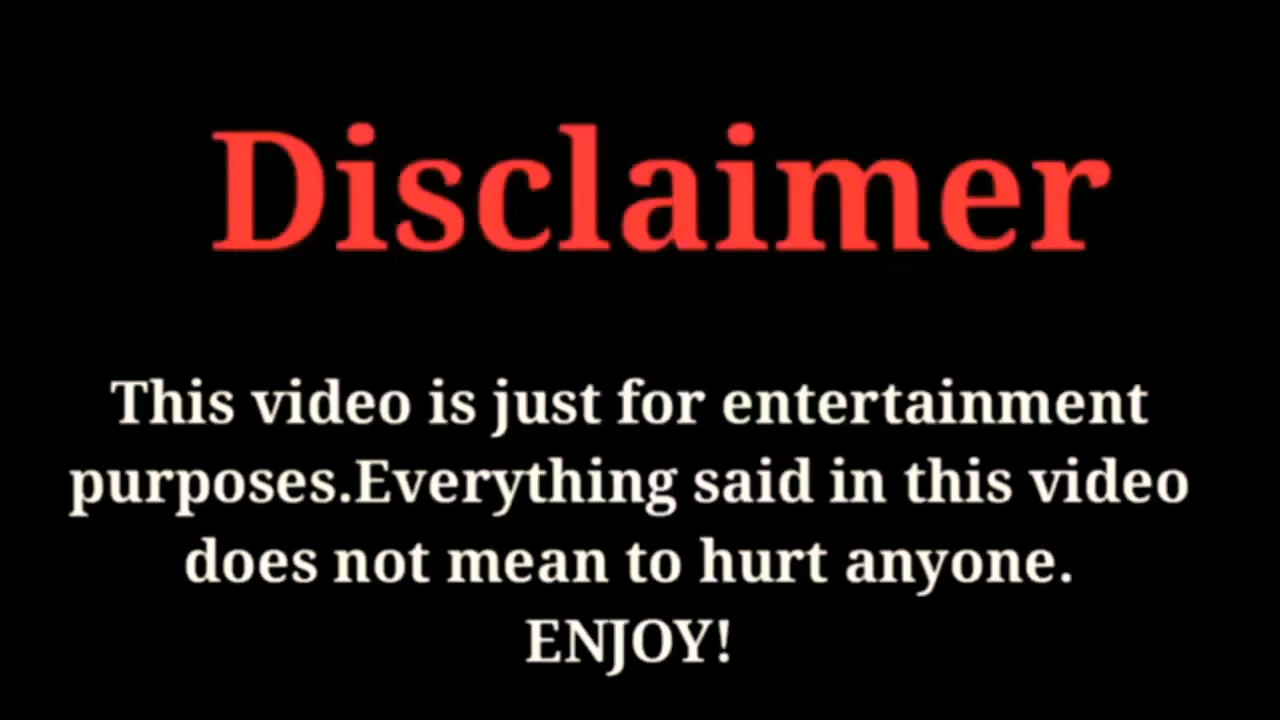 Disclaimer
This video is just for entertainment
purposes.Everything said in this video
does not mean to hurt anyone.
ENJOY!